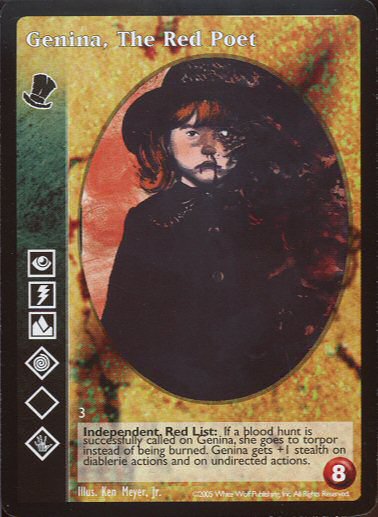 Genina, The Red Poet
3
Independent. Red List: If a blood hunt is
successfully called on Genina, she goes to torpor
instead of being burned. Genina gets +1 stealth on
diablerie actions and on undirected actions.
8
Illus. Ken Meyer, Jr.
©2005 White Wolf Publishing, Inc. All Rights Reserved.